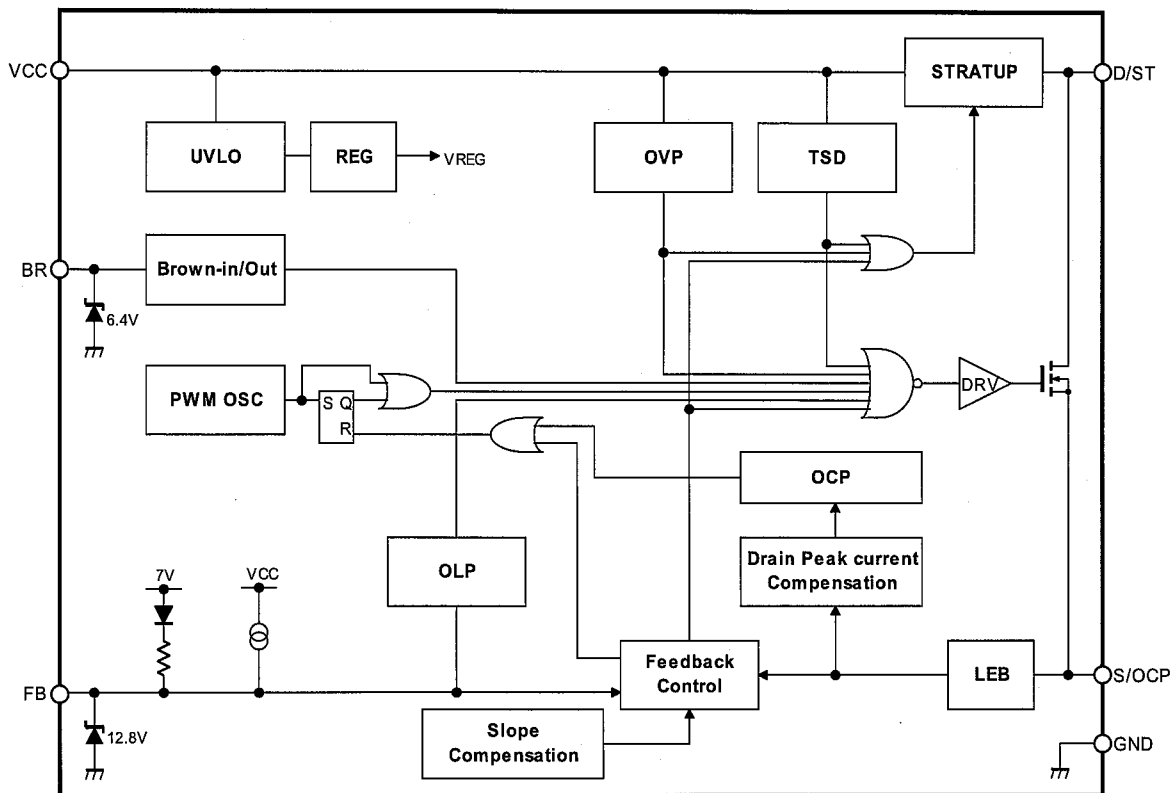 VCC
STRATUP
D/ST
UVLO
REG
VREG
OVP
TSD
BR
Brown-in/Out
6.4V
PWM OSC
S Q
R
DRV
OCP
OLP
Drain Peak current
Compensation
7V
VCC
FB
Feedback
Control
LEB
S/OCP
12.8V
Slope
Compensation
GND